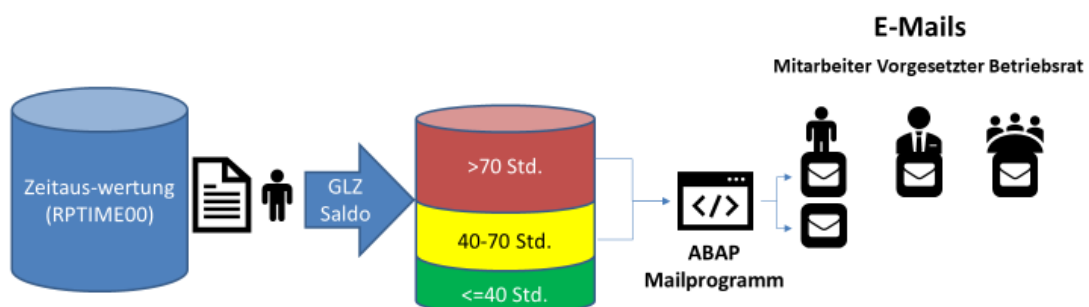 E-Mails
Mitarbeiter Vorgesetzter Betriebsrat
Zeitaus-wertung
(RPTIME00)
GLZ
Saldo
>70 Std.
40-70 Std.
<=40 Std.
</>
ABAP
Mailprogramm